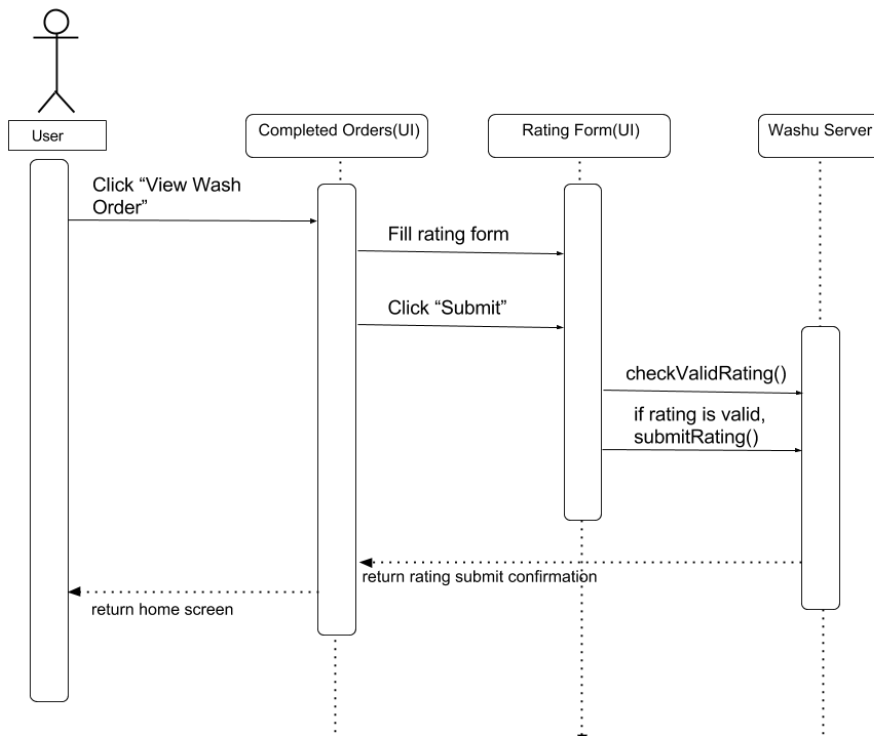 User
Completed Orders(UI)
Rating Form(UI)
Washu Server
Click “View Wash
Order”
Fill rating form
Click “Submit”
checkValidRating()
if rating is valid,
submitRating()
return rating submit confirmation
return home screen